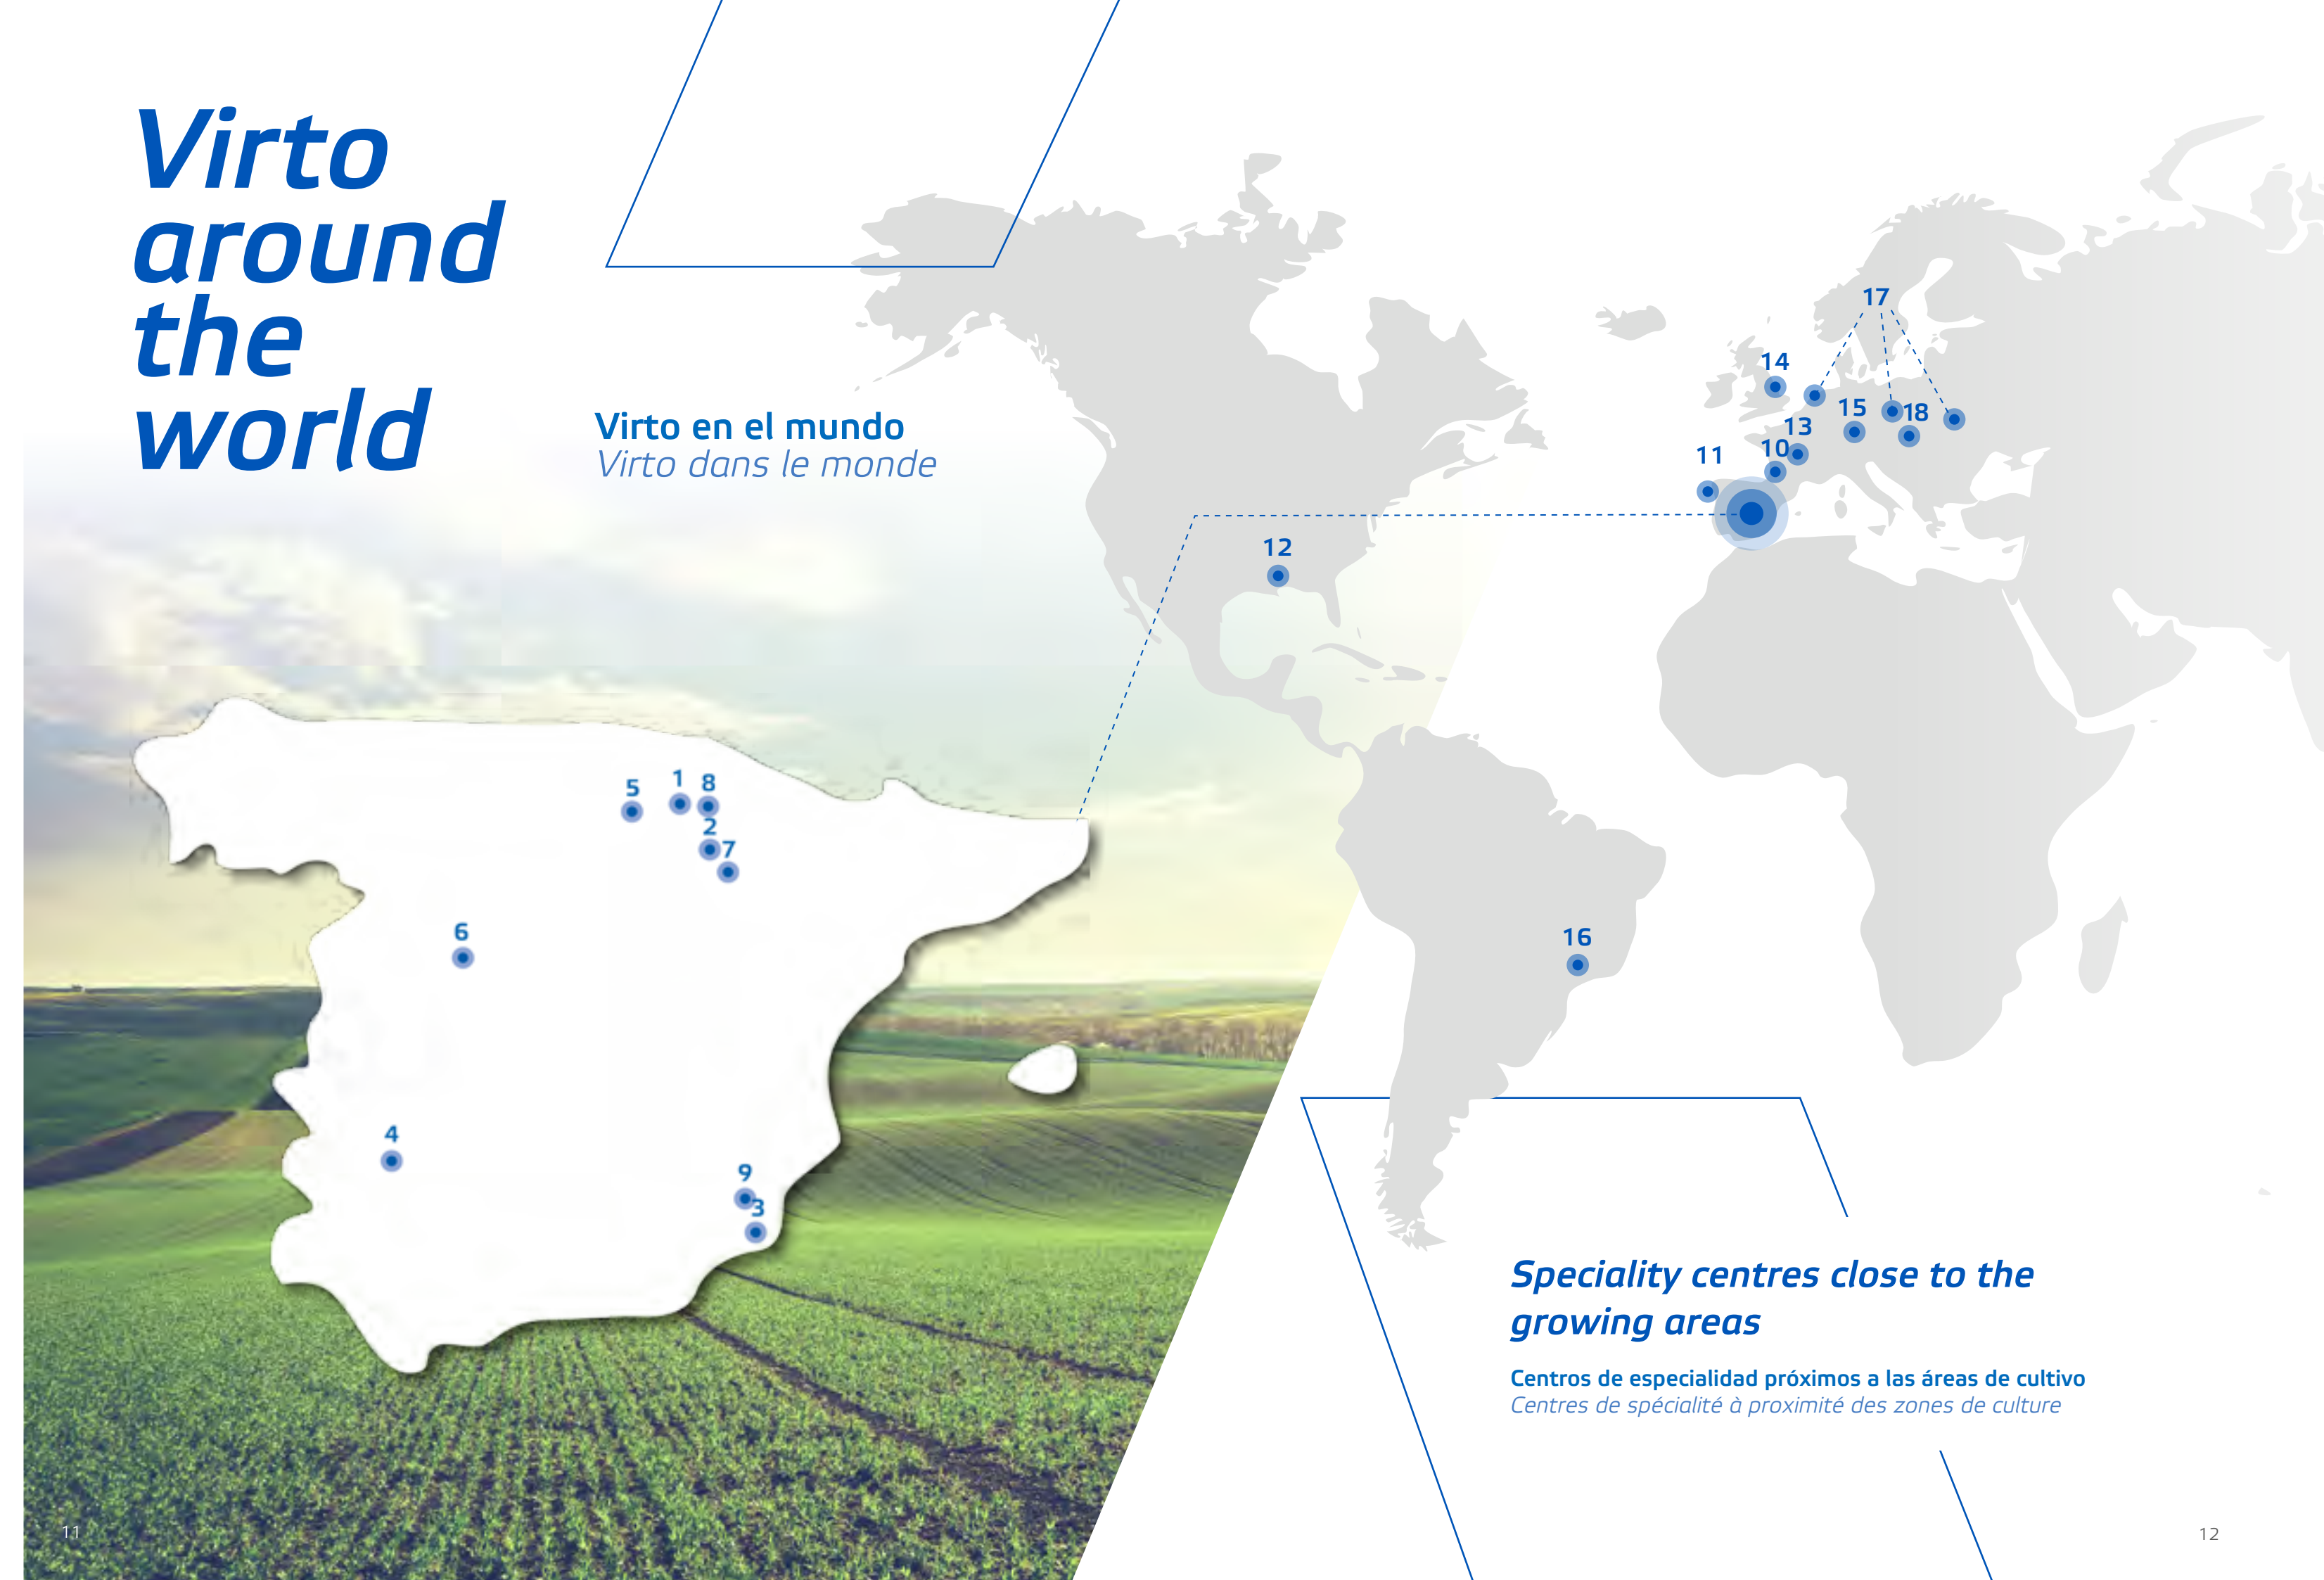 Virto
around
the
world
Virto en el mundo
Virto dans le monde
17
14
15
18
13
10
11
12
5
1
8
2
7
6
16
4
9
3
Speciality centres close to the
growing areas
Centros de especialidad próximos a las áreas de cultivo
Centres de spécialité à proximité des zones de culture
11
12